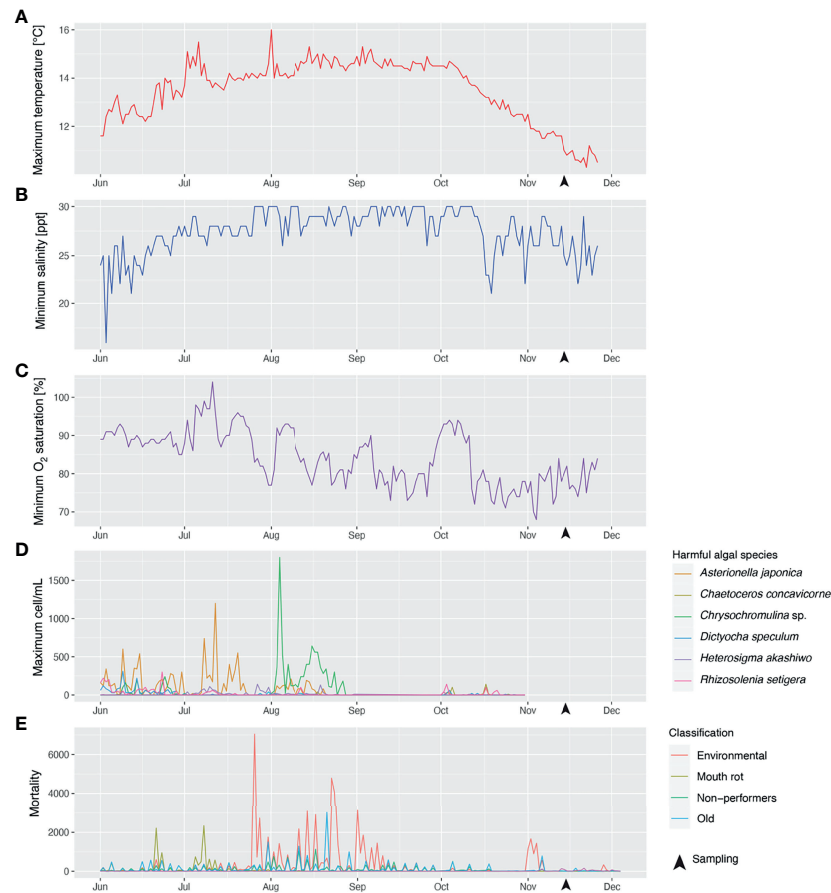 A
Maximum temperature [°C]
16
14
12
Jun Jul Aug Sep Oct Nov Dec
B
Minimum salinity [ppt]
30
25
20
Jun Jul Aug Sep Oct Nov Dec
C
Minimum O2 saturation [%]
100
90
80
70
Jun Jul Aug Sep Oct Nov Dec
D
Maximum cell/mL
1500
1000
500
0
Jun Jul Aug Sep Oct Nov Dec
Harmful algal species
Asterionella japonica
Chaetoceros concavicorne
Chrysochromulina sp.
Dictyocha speculum
Heterosigma akashiwo
Rhizosolenia setigera
E
Mortality
6000
4000
2000
0
Jun Jul Aug Sep Oct Nov Dec
Classification
Environmental
Mouth rot
Non−performers
Old
Sampling